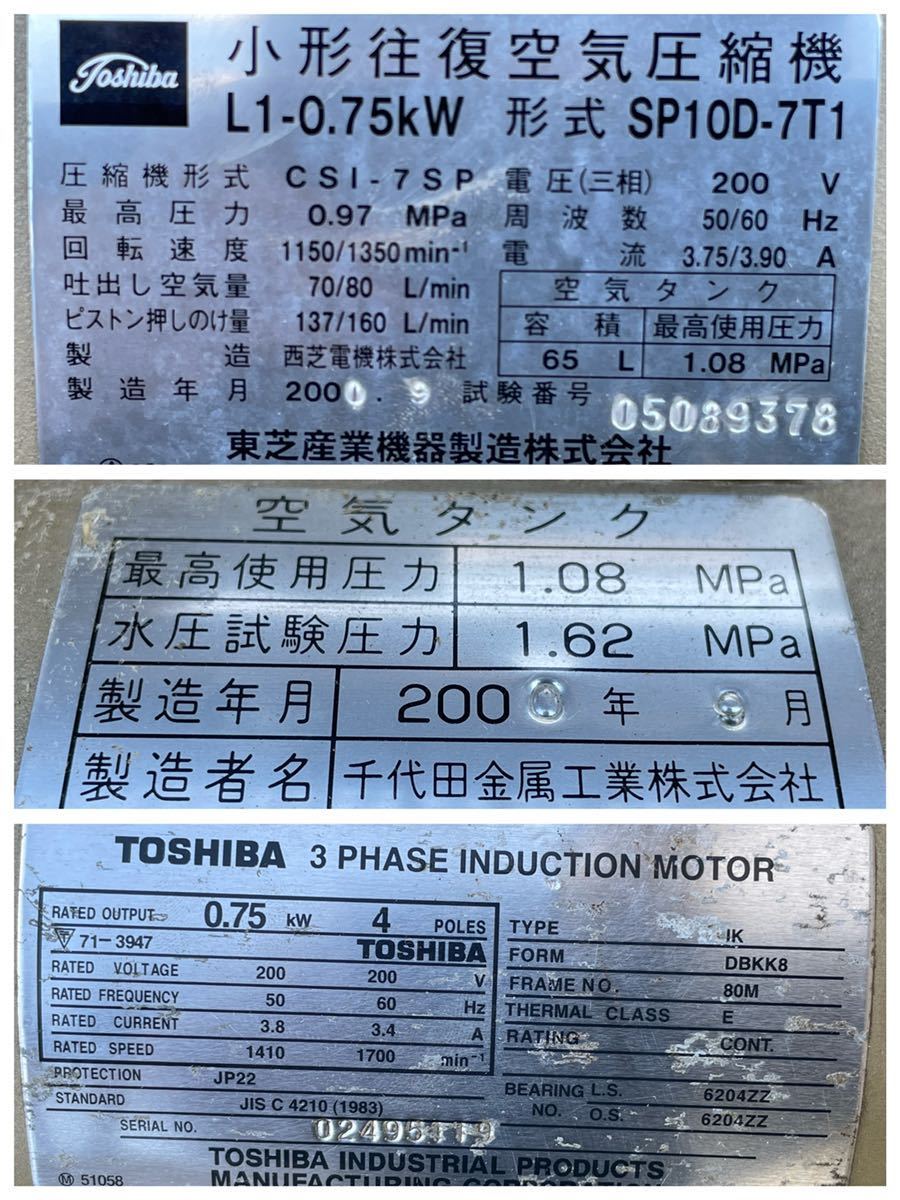 Toshiba
小形往復空気圧縮機
L1-0.75kW 形式 SP10D-7T1
圧縮機形式 CSI-7SP 電圧(三相) 200 V
最高圧力 0.97 MPa 周波数 50/60 Hz
回転速度 1150/1350 min⁻¹ 電流 3.75/3.90 A
吐出し空気量 70/80 L/min 空気タンク
ピストン押しのけ量 137/160 L/min 容積 最高使用圧力
製造 西芝電機株式会社 65 L 1.08 MPa
製造年月 2000. 9 試験番号 05089378
東芝産業機器製造株式会社
空気タンク
最高使用圧力 1.08 MPa
水圧試験圧力 1.62 MPa
製造年月 2000年 9月
製造者名 千代田金属工業株式会社
TOSHIBA 3 PHASE INDUCTION MOTOR
RATED OUTPUT 0.75 kW 4 POLES
71-3947 TOSHIBA
RATED VOLTAGE 200 200 V
RATED FREQUENCY 50 60 Hz
RATED CURRENT 3.8 3.4 A
RATED SPEED 1410 1700 min⁻¹
PROTECTION JP22
STANDARD JIS C 4210 (1983)
TYPE IK
FORM DBKK8
FRAME NO. 80M
THERMAL CLASS E
RATING CONT.
BEARING L.S. 6204ZZ
NO. O.S. 6204ZZ
SERIAL NO. 02495119
TOSHIBA INDUSTRIAL PRODUCTS
MANUFACTURING CORPORATION
Ⓜ 51058